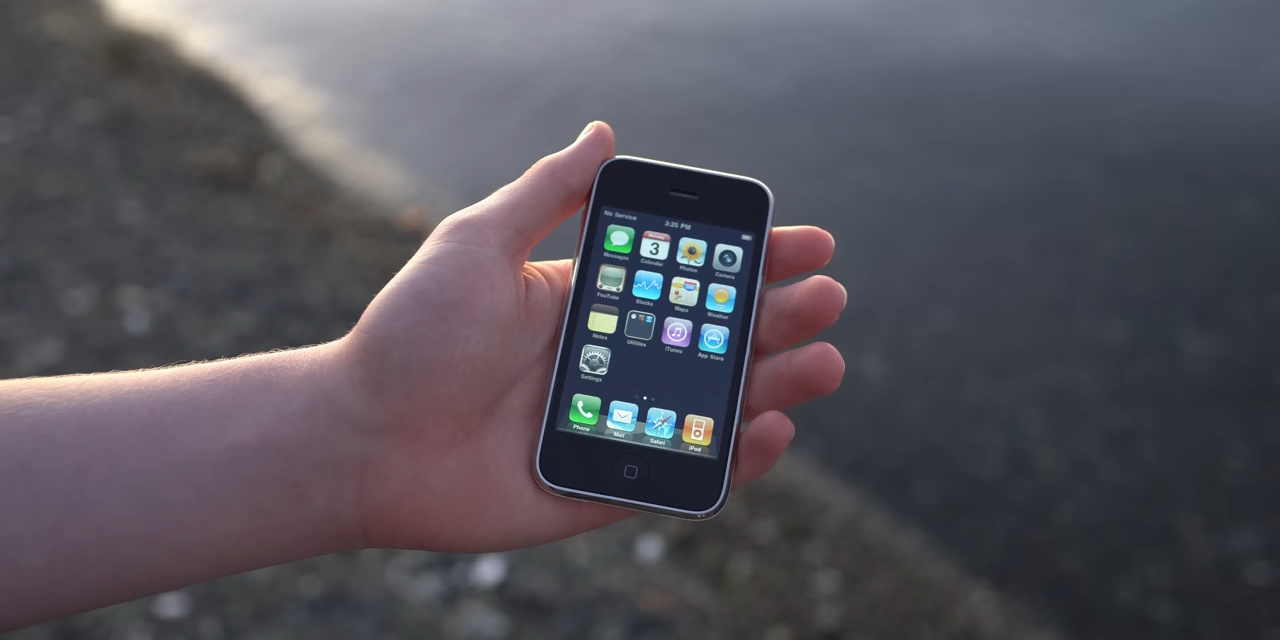 No Service 3:25 PM
Messages Calendar Photos Camera
3
YouTube Stocks Maps Weather
Notes Utilities iTunes App Store
Settings
Phone Mail Safari iPod